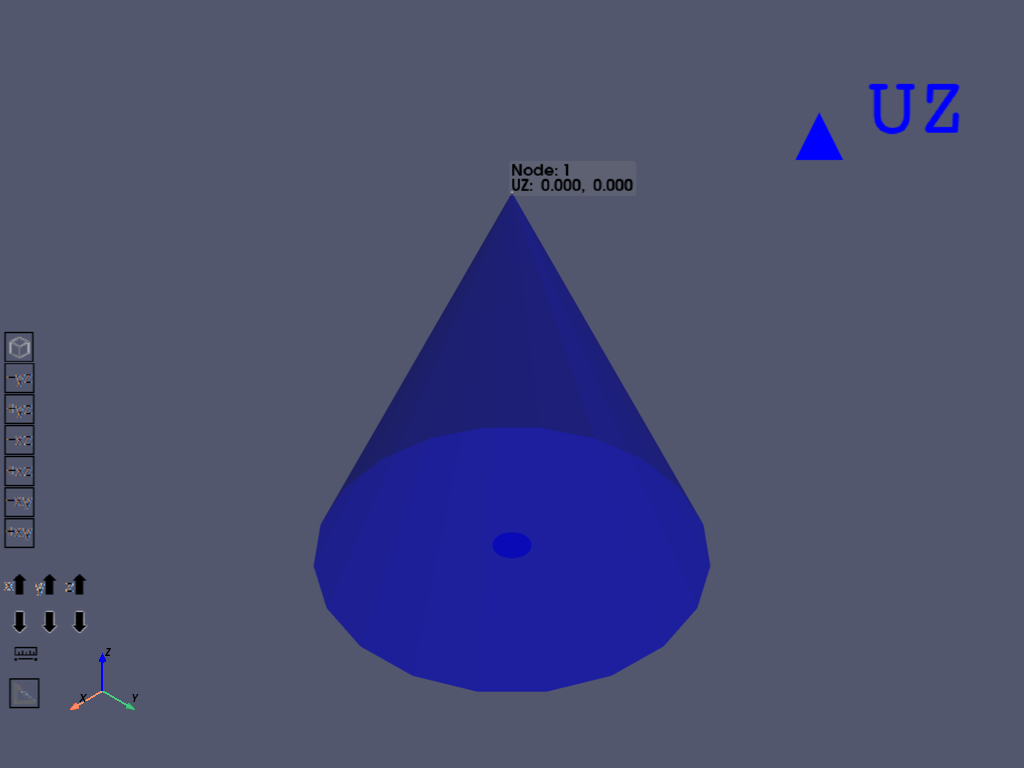 UZ
Node: 1
UZ: 0.000, 0.000
-yz
+yz
-xz
+xz
-xy
+xy
x y z
Z
X Y